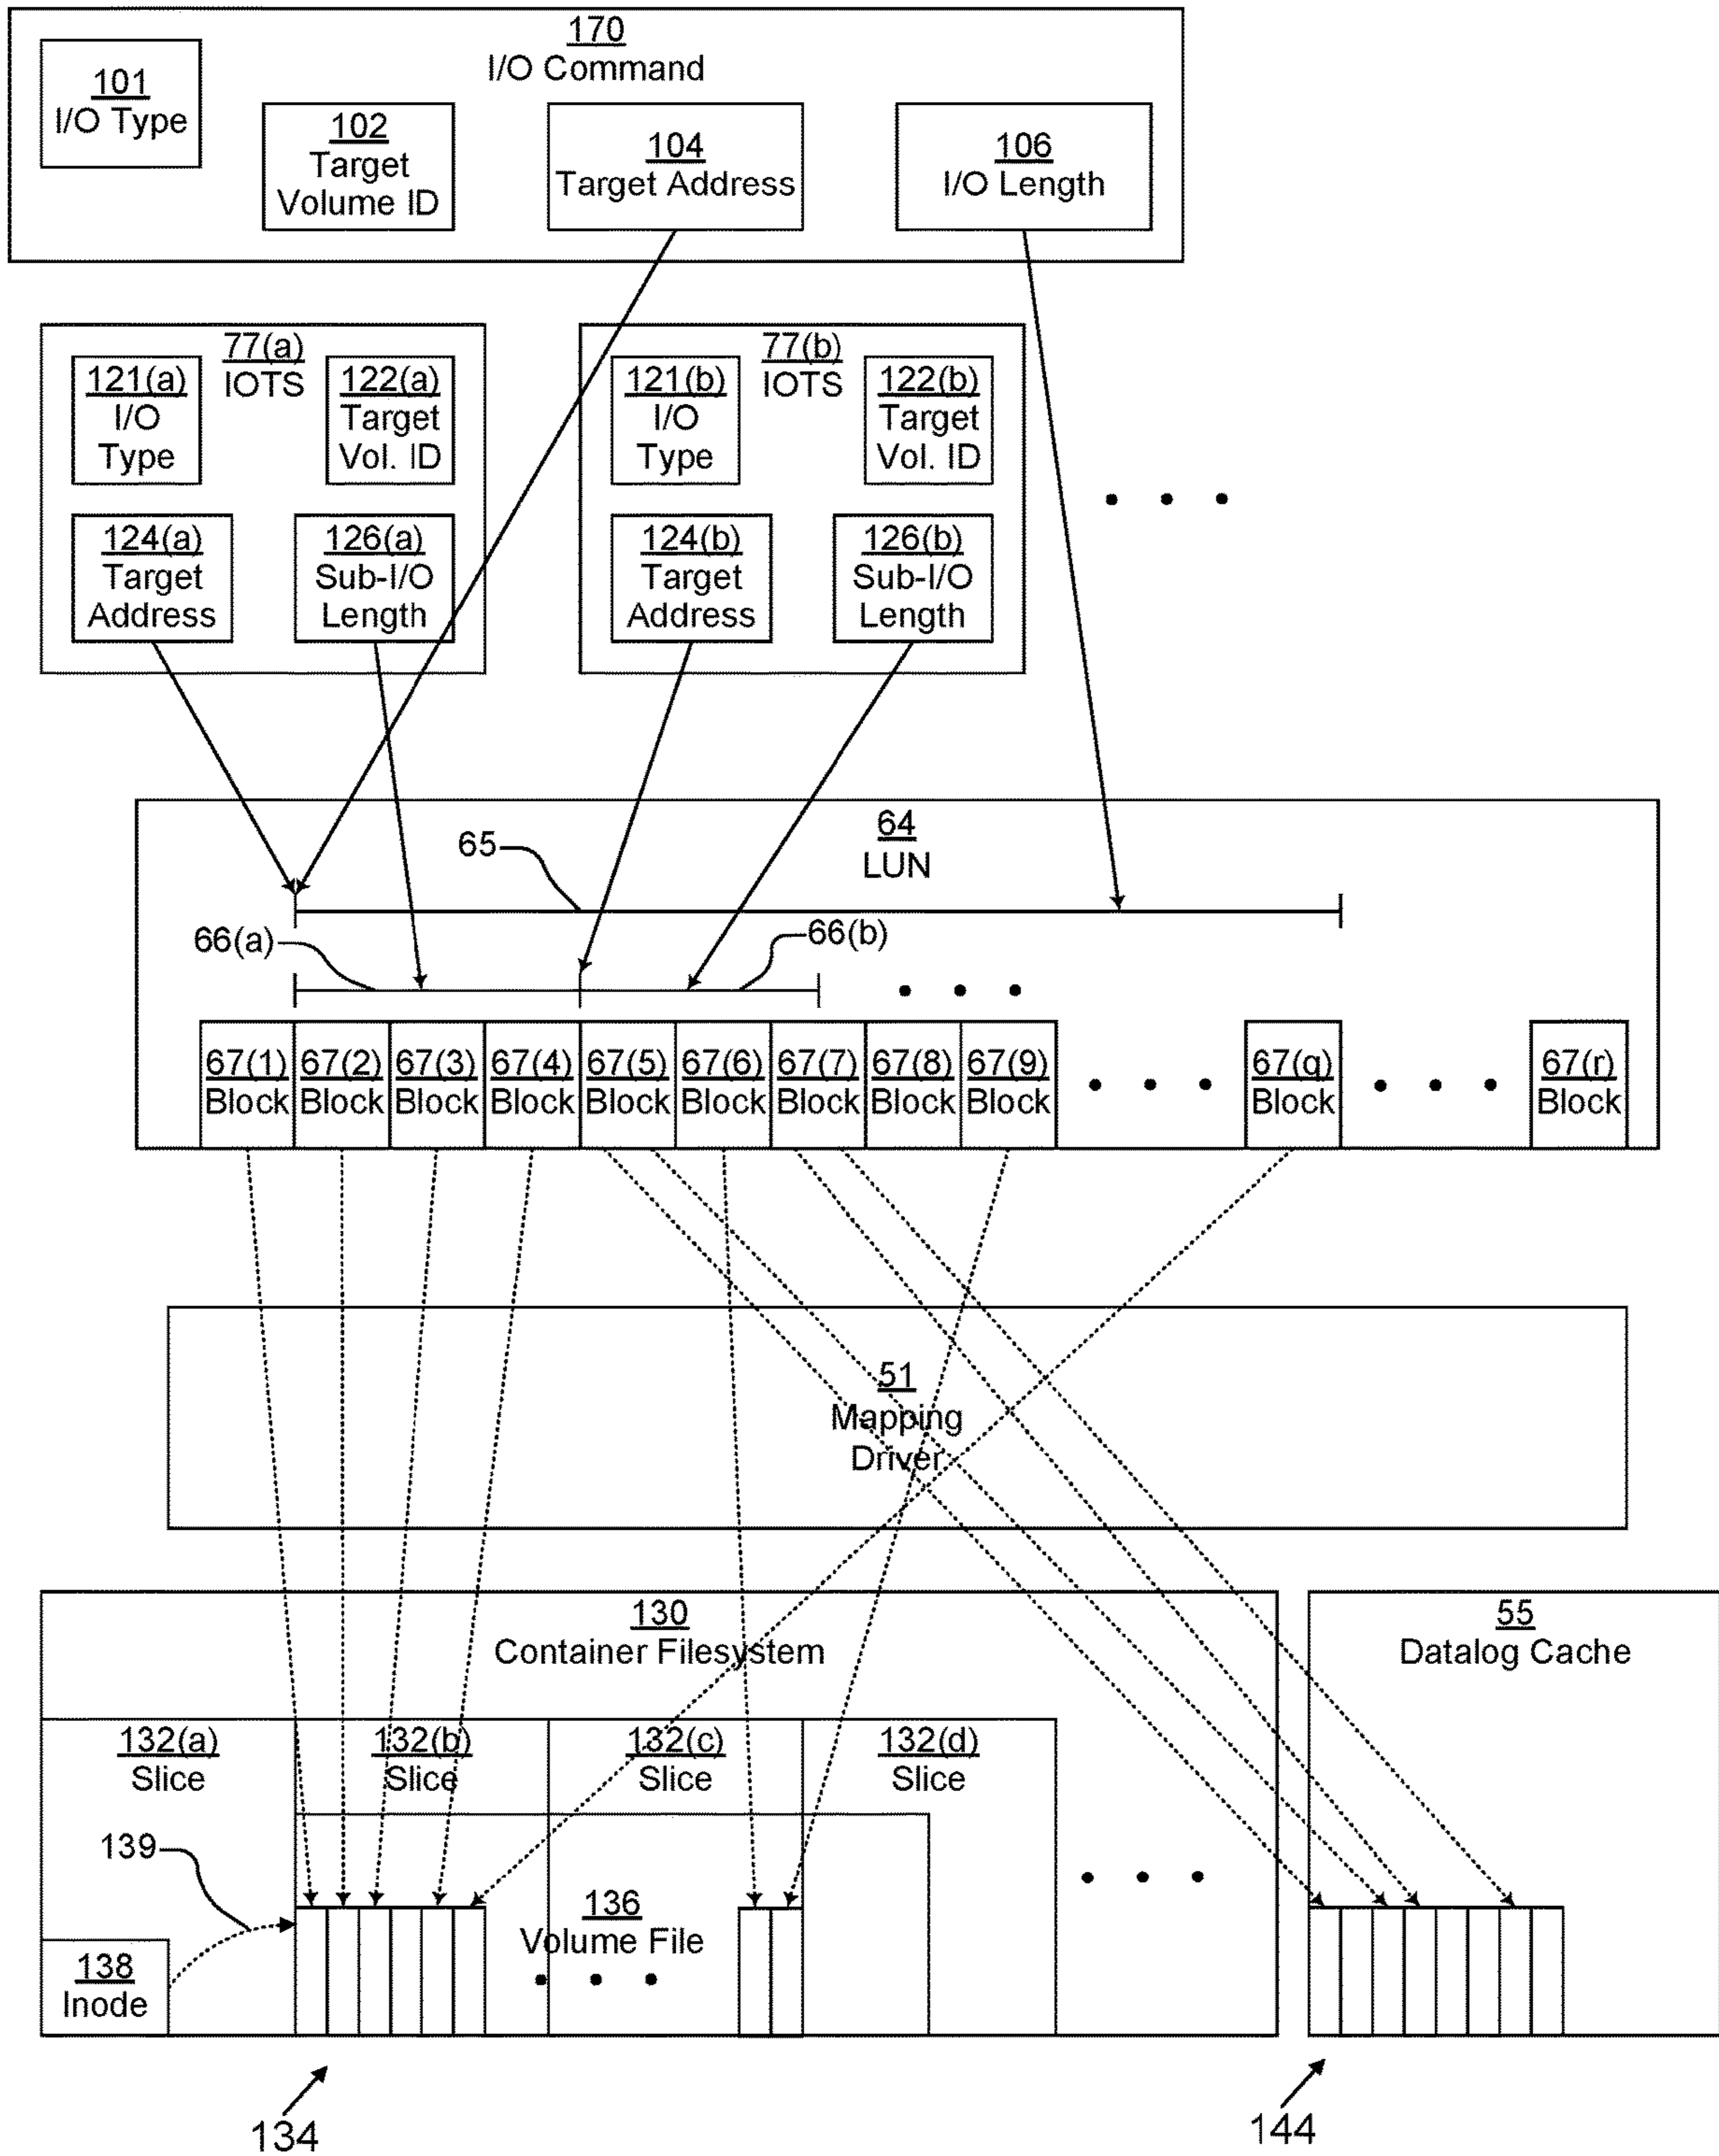 170
I/O Command
101
I/O Type
102
Target
Volume ID
104
Target Address
106
I/O Length
77(a)
IOTS
121(a)
I/O
Type
122(a)
Target
Vol. ID
124(a)
Target
Address
126(a)
Sub-I/O
Length
77(b)
IOTS
121(b)
I/O
Type
122(b)
Target
Vol. ID
124(b)
Target
Address
126(b)
Sub-I/O
Length
64
LUN
65
66(a)
66(b)
67(1)
Block
67(2)
Block
67(3)
Block
67(4)
Block
67(5)
Block
67(6)
Block
67(7)
Block
67(8)
Block
67(9)
Block
67(q)
Block
67(r)
Block
51
Mapping
Driver
130
Container Filesystem
55
Datalog Cache
132(a)
Slice
132(b)
Slice
132(c)
Slice
132(d)
Slice
139
136
Volume File
138
Inode
134
144